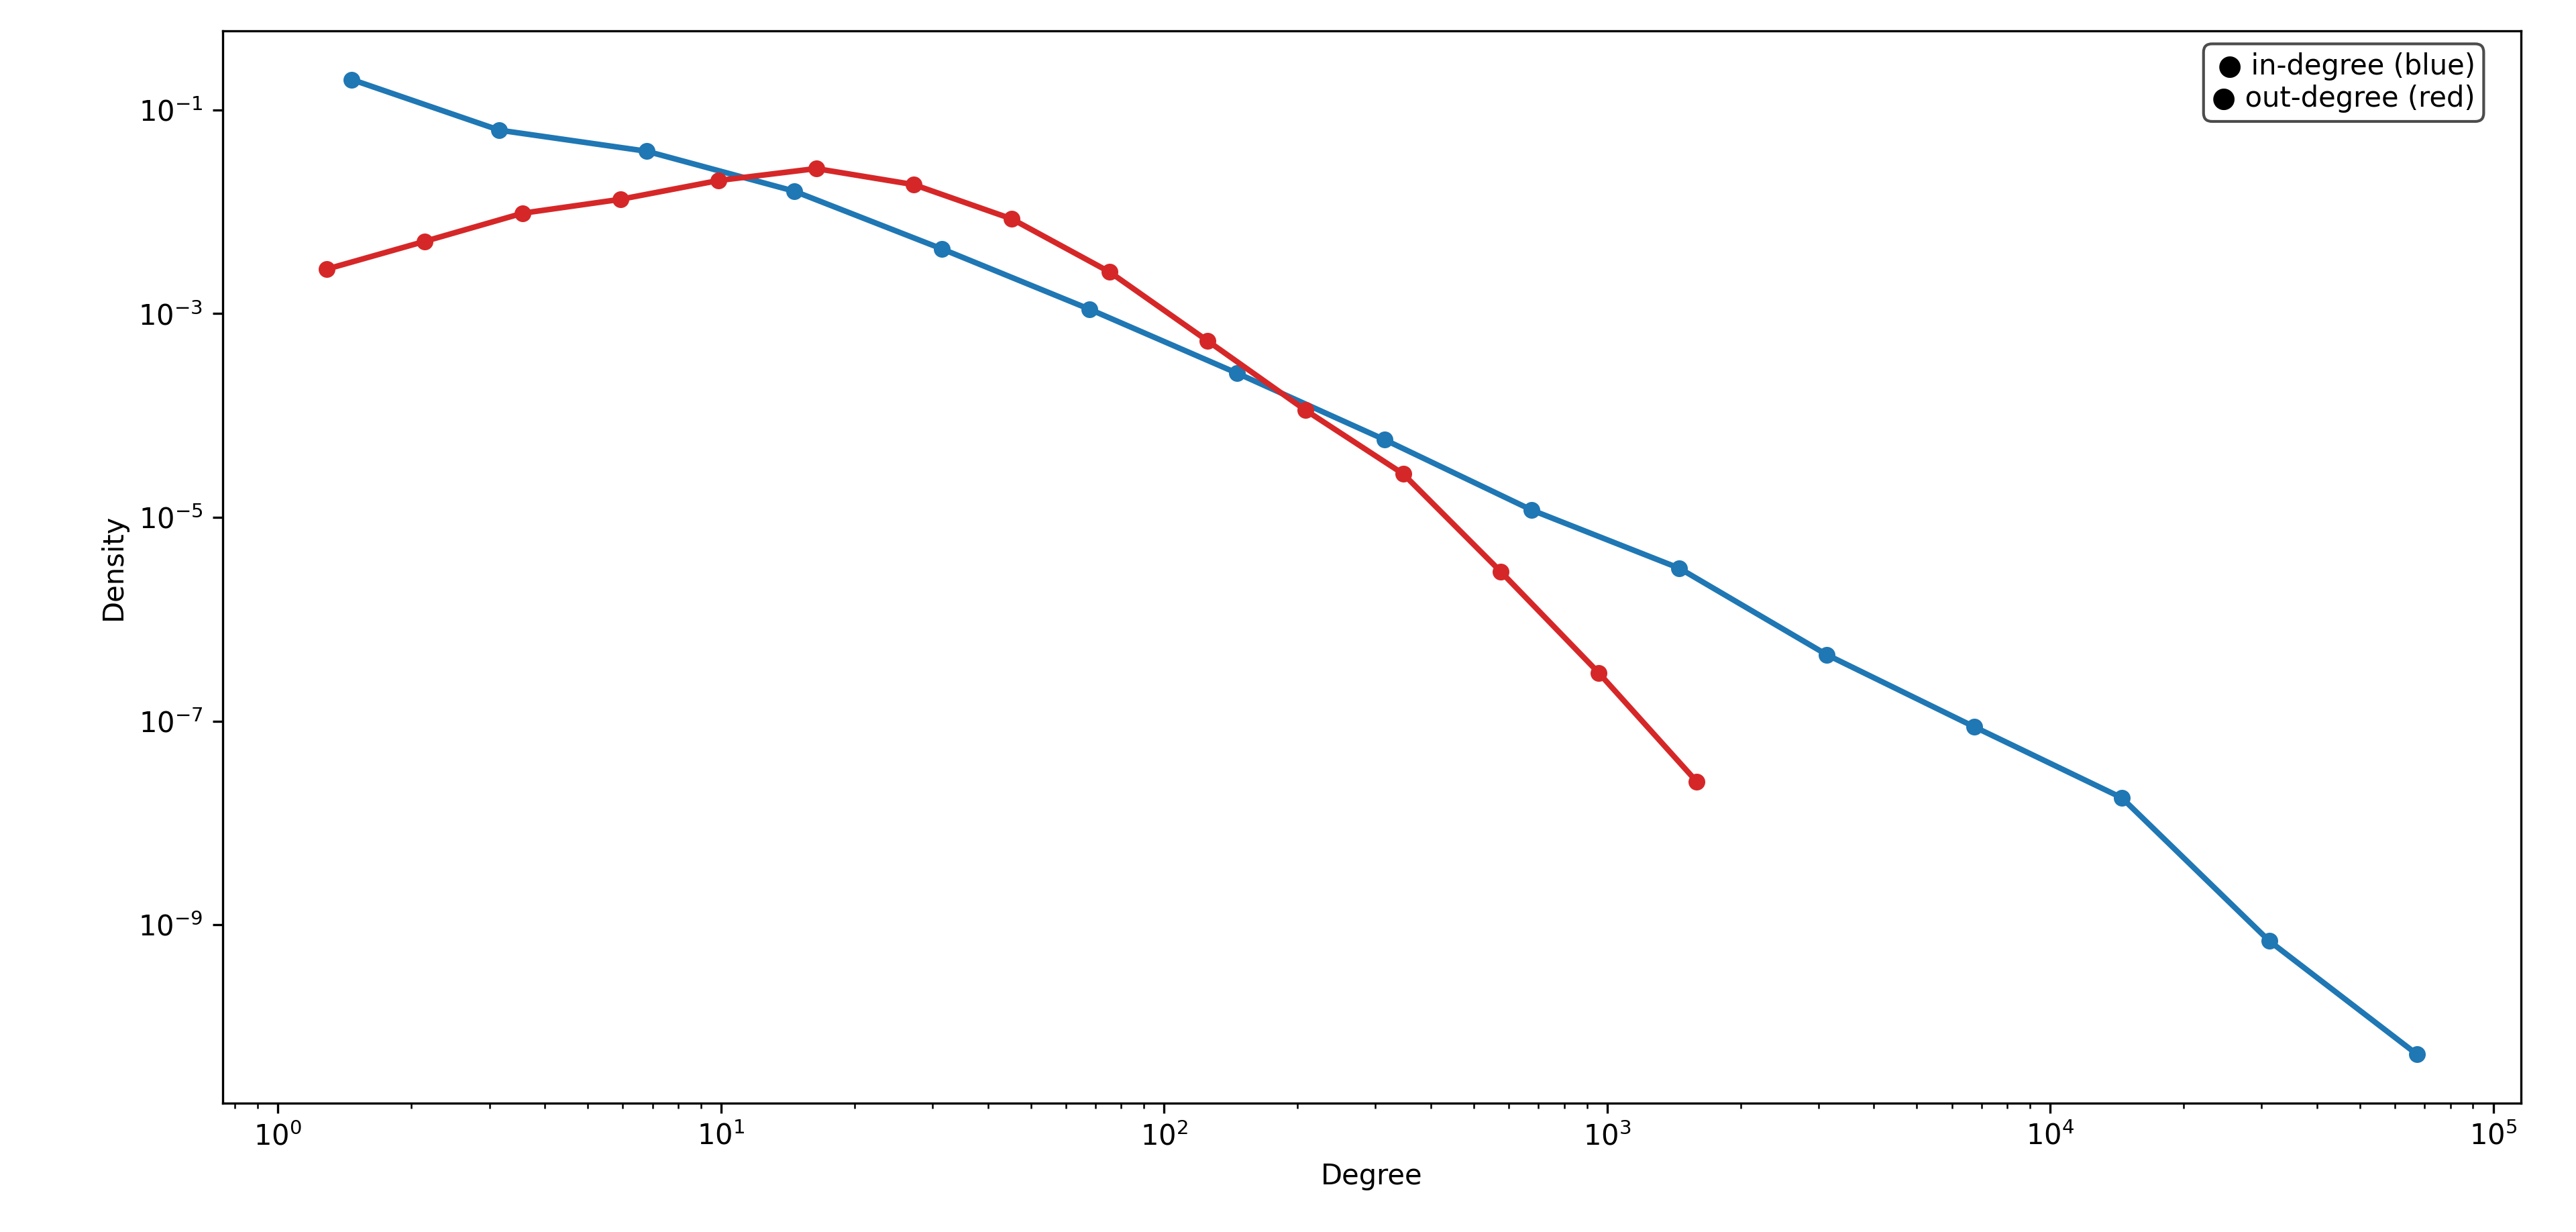 ● in-degree (blue)
● out-degree (red)
10⁻¹
10⁻³
10⁻⁵
10⁻⁷
10⁻⁹
Density
10⁰ 10¹ 10² 10³ 10⁴ 10⁵
Degree